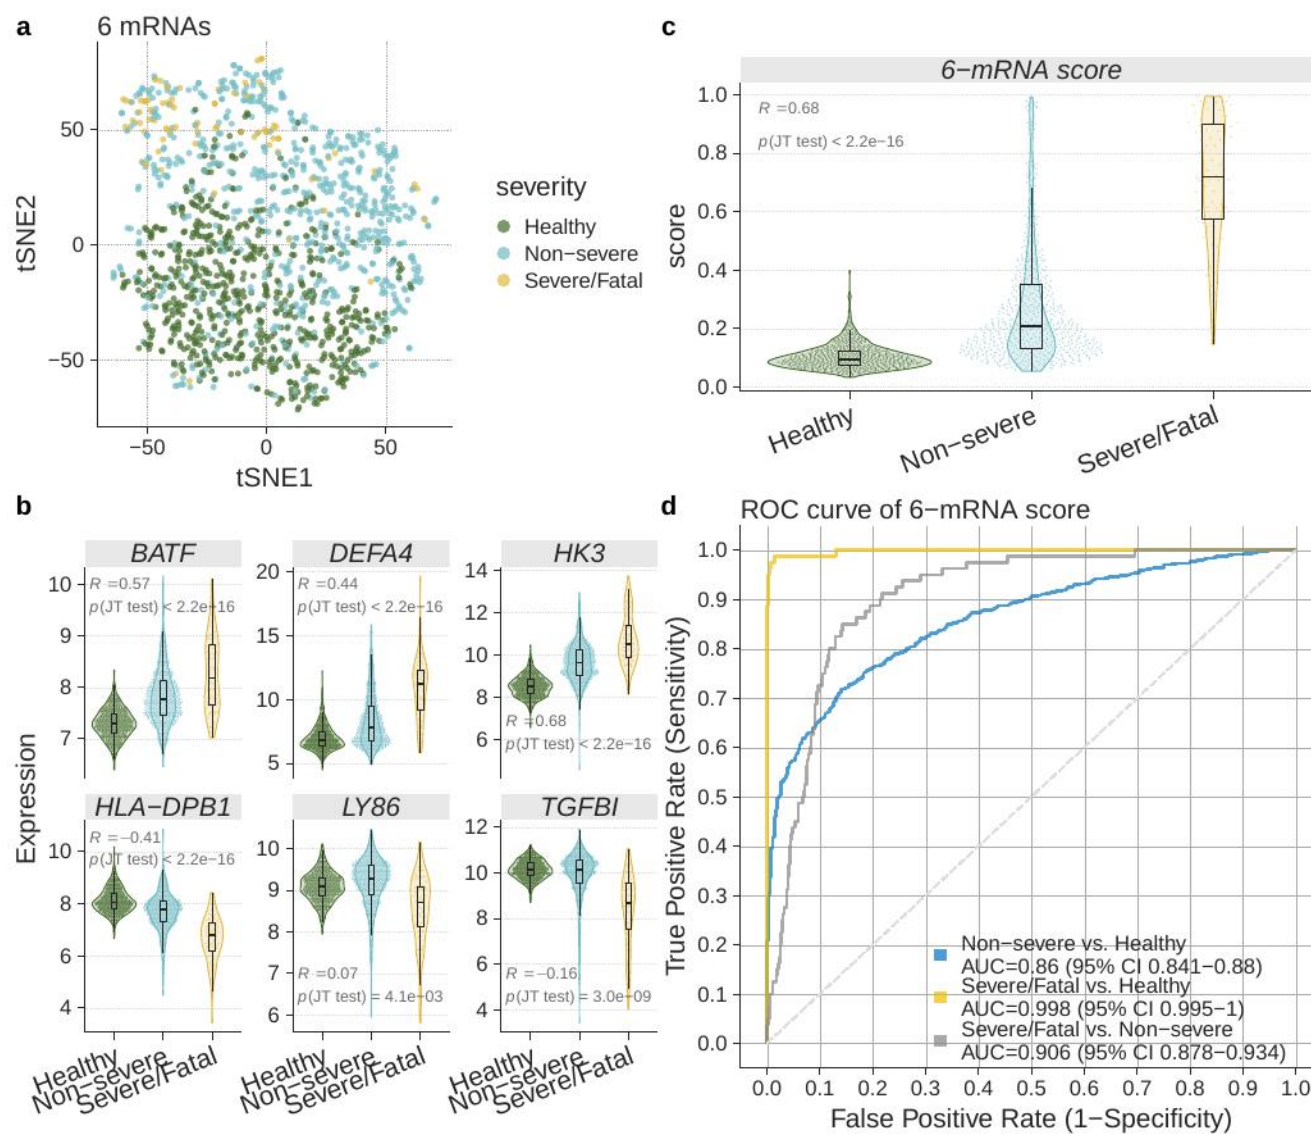 a
6 mRNAs
50
0
−50
tSNE2
−50 0 50
tSNE1
severity
Healthy
Non−severe
Severe/Fatal
b
Expression
BATF
R =0.57
p(JT test) < 2.2e−16
10
9
8
7
DEFA4
R =0.44
p(JT test) < 2.2e−16
20
15
10
5
HK3
14
12
10
8
6
R =0.68
p(JT test) < 2.2e−16
HLA−DPB1
R =−0.41
p(JT test) < 2.2e−16
10
8
6
4
LY86
10
9
8
7
6
R =0.07
p(JT test) = 4.1e−03
TGFBI
12
10
8
6
4
R =−0.16
p(JT test) = 3.0e−09
Healthy
Non−severe
Severe/Fatal
Healthy
Non−severe
Severe/Fatal
Healthy
Non−severe
Severe/Fatal
c
6−mRNA score
R =0.68
p(JT test) < 2.2e−16
score
1.0
0.8
0.6
0.4
0.2
0.0
Healthy
Non−severe
Severe/Fatal
d
ROC curve of 6−mRNA score
True Positive Rate (Sensitivity)
1.0
0.9
0.8
0.7
0.6
0.5
0.4
0.3
0.2
0.1
0.0
Non−severe vs. Healthy
AUC=0.86 (95% CI 0.841−0.88)
Severe/Fatal vs. Healthy
AUC=0.998 (95% CI 0.995−1)
Severe/Fatal vs. Non−severe
AUC=0.906 (95% CI 0.878−0.934)
0.0 0.1 0.2 0.3 0.4 0.5 0.6 0.7 0.8 0.9 1.0
False Positive Rate (1−Specificity)